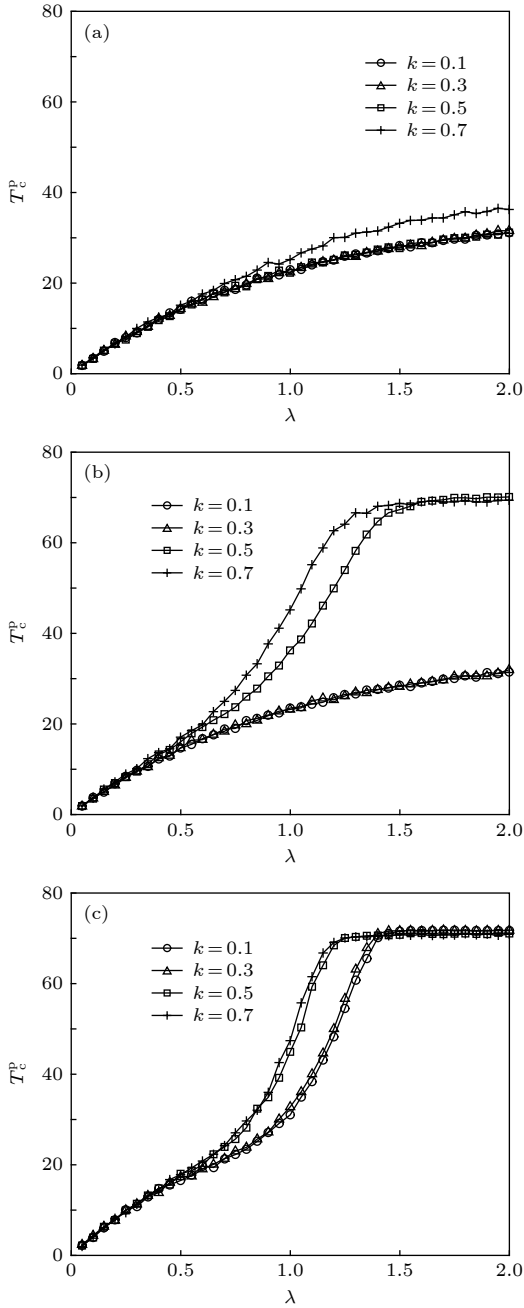 (a)
k = 0.1
k = 0.3
k = 0.5
k = 0.7
80
60
40
20
0
T_c^p
0 0.5 1.0 1.5 2.0
λ
(b)
k = 0.1
k = 0.3
k = 0.5
k = 0.7
80
60
40
20
0
T_c^p
0 0.5 1.0 1.5 2.0
λ
(c)
k = 0.1
k = 0.3
k = 0.5
k = 0.7
80
60
40
20
0
T_c^p
0 0.5 1.0 1.5 2.0
λ